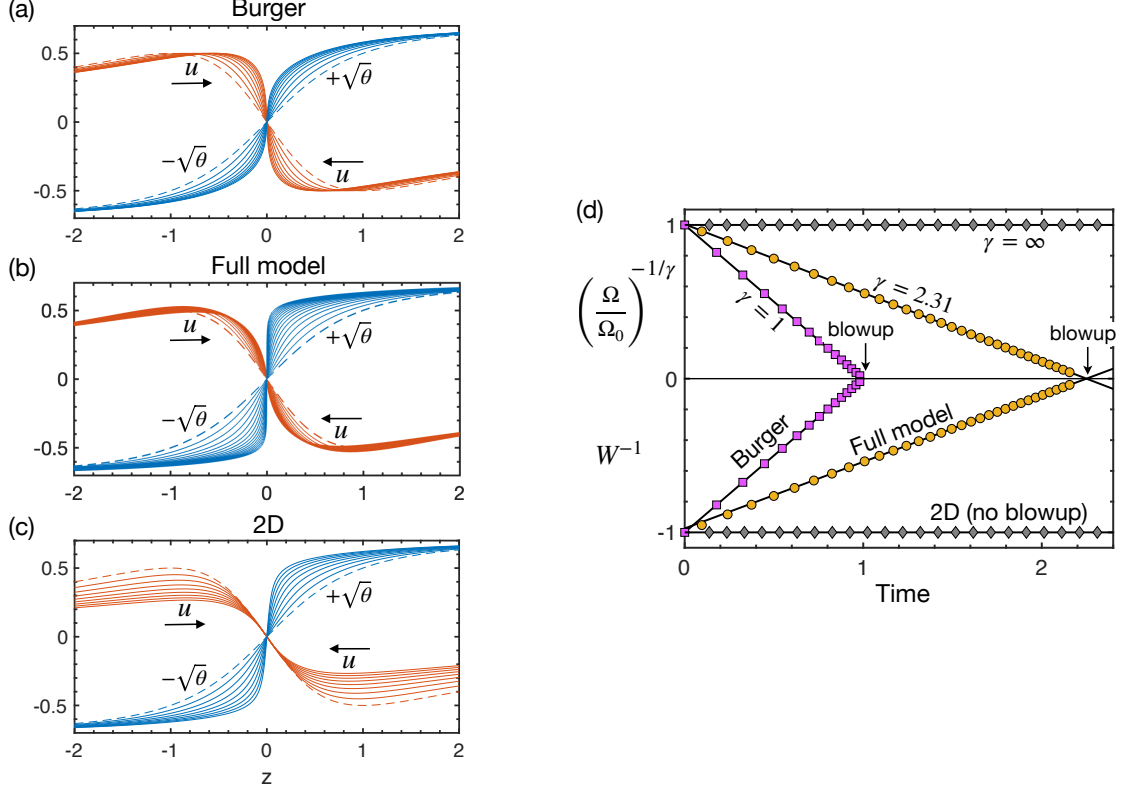 (a)
Burger
0.5
0
-0.5
u
+√θ
−√θ
u
-2
-1
0
1
2
(b)
Full model
0.5
0
-0.5
u
+√θ
−√θ
u
-2
-1
0
1
2
(c)
2D
0.5
0
-0.5
u
+√θ
−√θ
u
-2
-1
0
1
2
z
(d)
1
0
-1
(Ω/Ω₀)^−1/γ
W⁻¹
γ = ∞
γ = 2.31
γ = 1
blowup
blowup
Burger
Full model
2D (no blowup)
0
1
2
Time